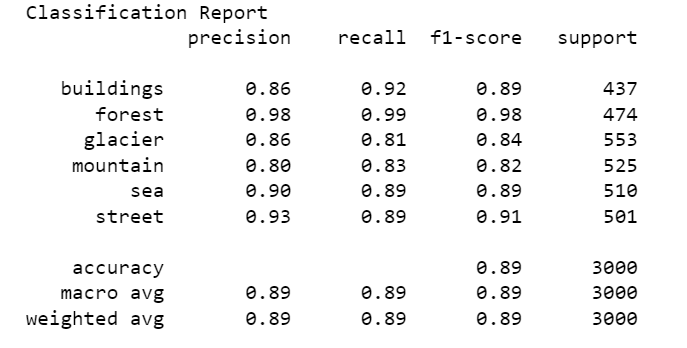 Classification Report
precision recall f1-score support
buildings 0.86 0.92 0.89 437
forest 0.98 0.99 0.98 474
glacier 0.86 0.81 0.84 553
mountain 0.80 0.83 0.82 525
sea 0.90 0.89 0.89 510
street 0.93 0.89 0.91 501
accuracy 0.89 3000
macro avg 0.89 0.89 0.89 3000
weighted avg 0.89 0.89 0.89 3000